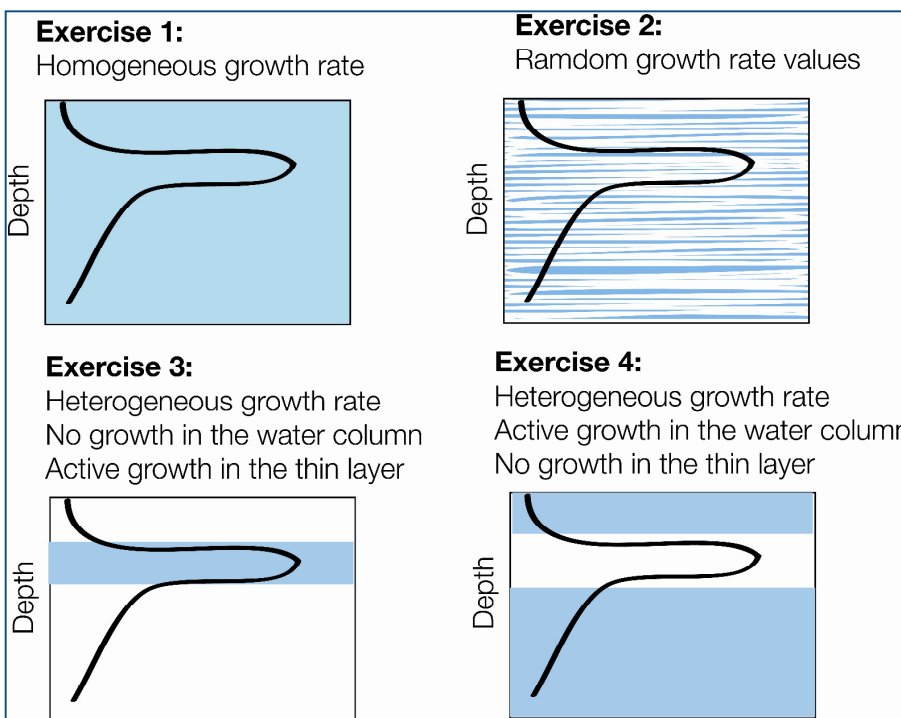 Exercise 1:
Homogeneous growth rate
Depth
Exercise 2:
Ramdom growth rate values
Depth
Exercise 3:
Heterogeneous growth rate
No growth in the water column
Active growth in the thin layer
Depth
Exercise 4:
Heterogeneous growth rate
Active growth in the water column
No growth in the thin layer
Depth